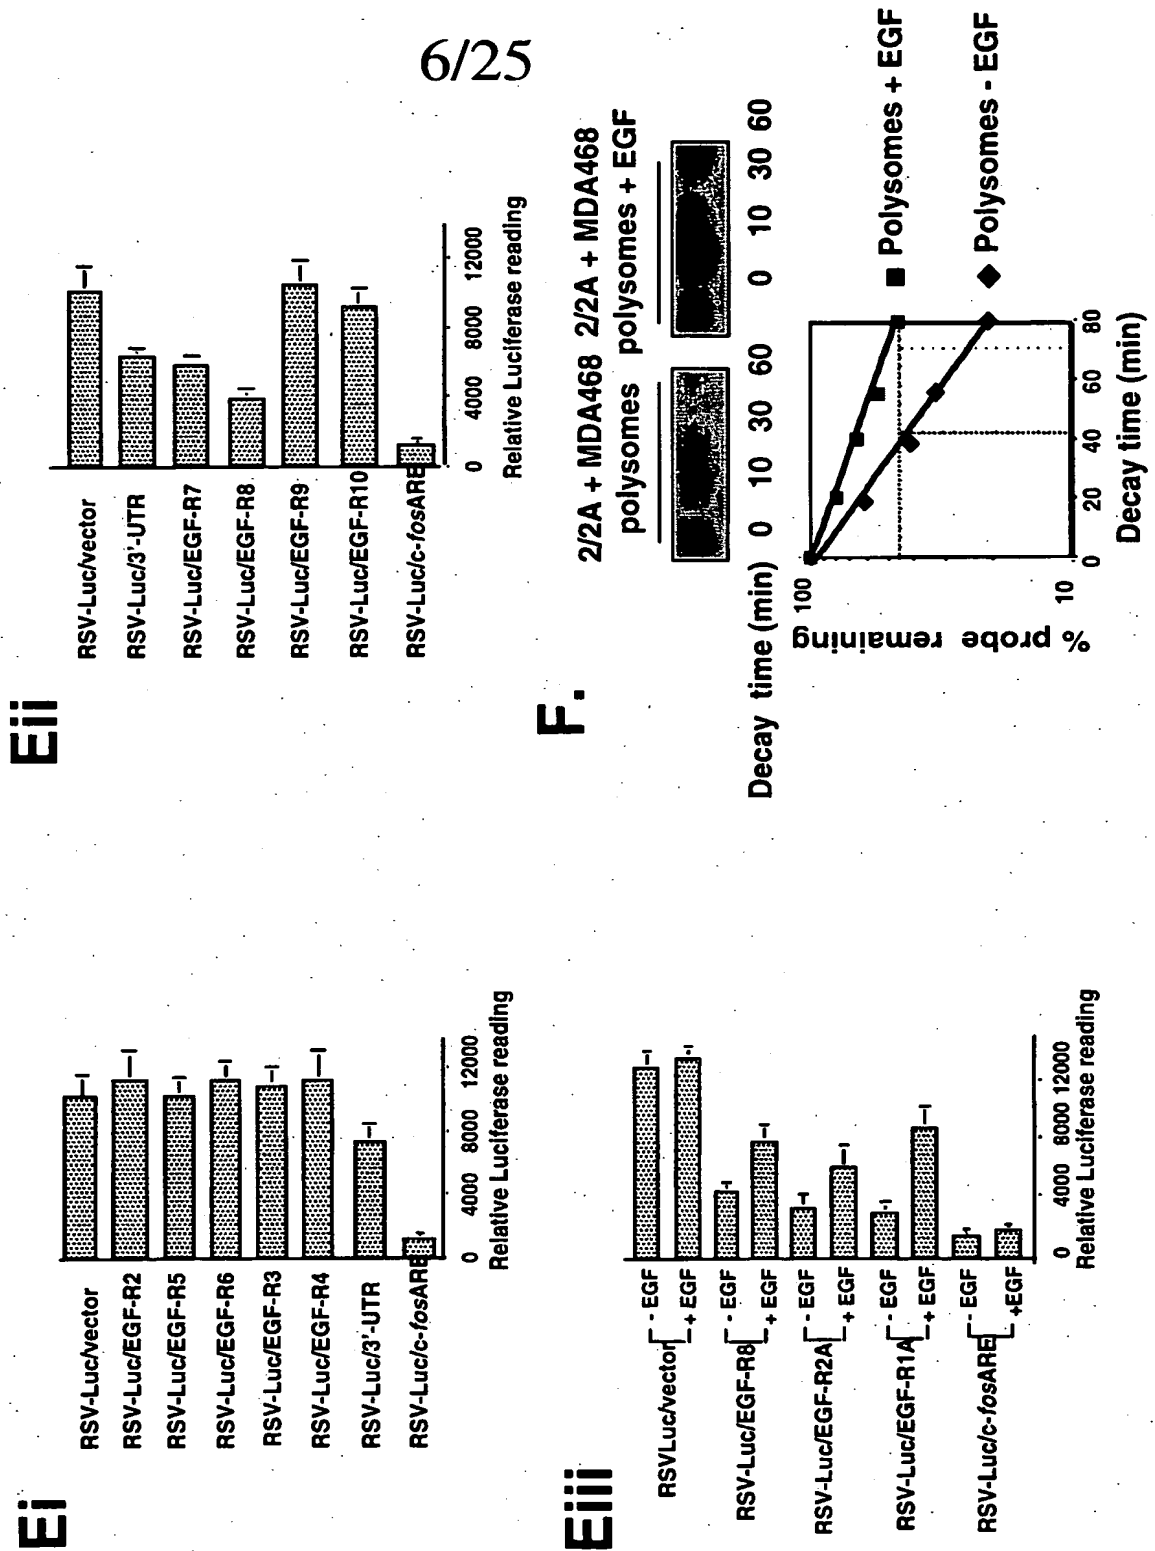 6/25
Ei
RSV-Luc/vector
RSV-Luc/EGF-R2
RSV-Luc/EGF-R5
RSV-Luc/EGF-R6
RSV-Luc/EGF-R3
RSV-Luc/EGF-R4
RSV-Luc/3'-UTR
RSV-Luc/c-fosARE
0 4000 8000 12000
Relative Luciferase reading
Eii
RSV-Luc/vector
RSV-Luc/3'-UTR
RSV-Luc/EGF-R7
RSV-Luc/EGF-R8
RSV-Luc/EGF-R9
RSV-Luc/EGF-R10
RSV-Luc/c-fosARE
0 4000 8000 12000
Relative Luciferase reading
Eiii
RSVLuc/vector
- EGF
+ EGF
RSV-Luc/EGF-R8
- EGF
+ EGF
RSV-Luc/EGF-R2A
- EGF
+ EGF
RSV-Luc/EGF-R1A
- EGF
+ EGF
RSV-Luc/c-fosARE
- EGF
+EGF
0 4000 8000 12000
Relative Luciferase reading
F.
2/2A + MDA468 2/2A + MDA468
polysomes polysomes + EGF
Decay time (min) 0 10 30 60 0 10 30 60
100
10
% probe remaining
0 20 40 60 80
Decay time (min)
Polysomes + EGF
Polysomes - EGF